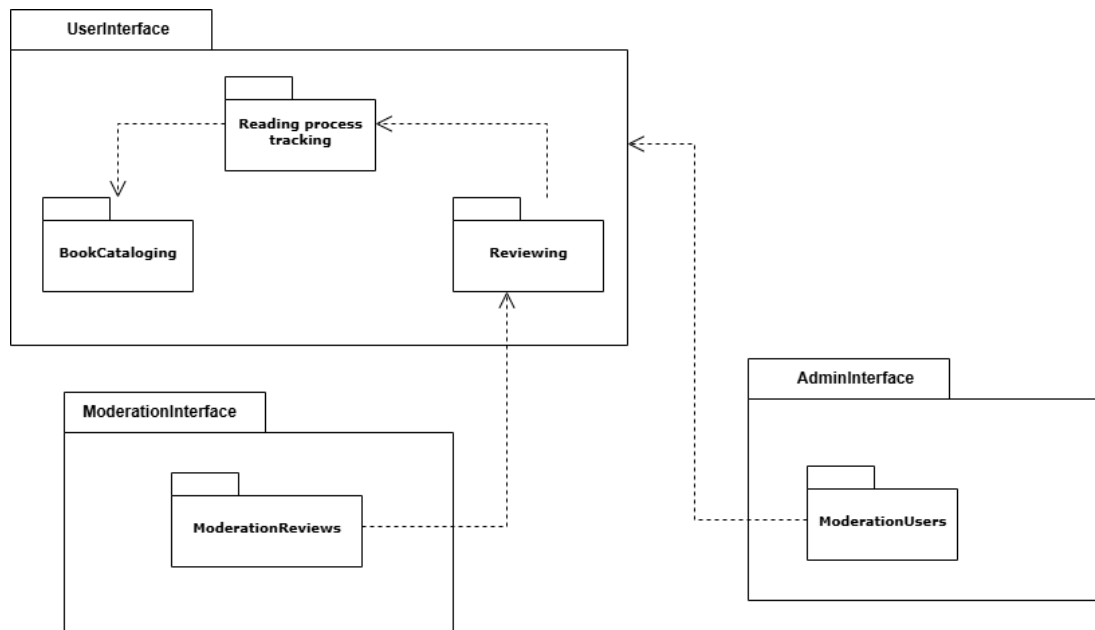 UserInterface
Reading process
tracking
BookCataloging
Reviewing
ModerationInterface
AdminInterface
ModerationReviews
ModerationUsers